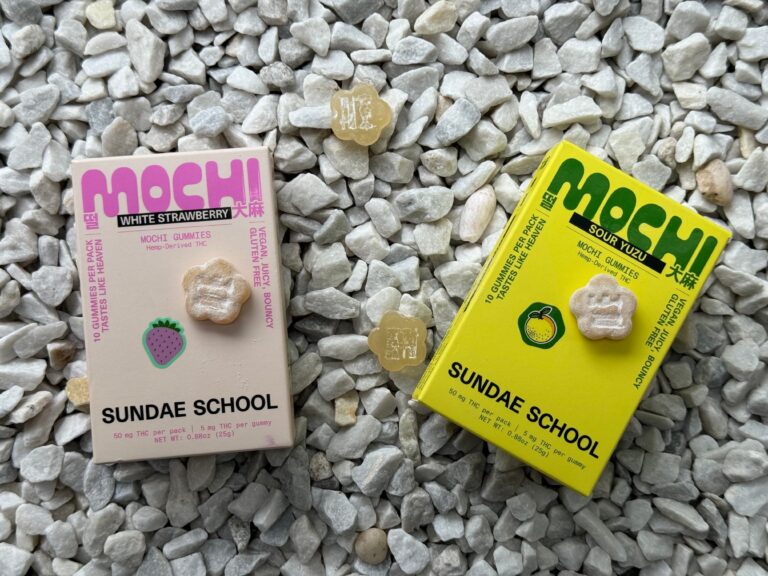 MOCHI
大麻
WHITE STRAWBERRY
MOCHI GUMMIES
Hemp-Derived THC
10 GUMMIES PER PACK
TASTES LIKE HEAVEN
VEGAN, JUICY, BOUNCY
GLUTEN FREE
SUNDAE SCHOOL
50 mg THC per pack | 5 mg THC per gummy
NET WT: 0.88oz (25g)
MOCHI
大麻
SOUR YUZU
MOCHI GUMMIES
Hemp-Derived THC
10 GUMMIES PER PACK
TASTES LIKE HEAVEN
VEGAN, JUICY, BOUNCY
GLUTEN FREE
SUNDAE SCHOOL
50 mg THC per pack | 5 mg THC per gummy
NET WT: 0.88oz (25g)